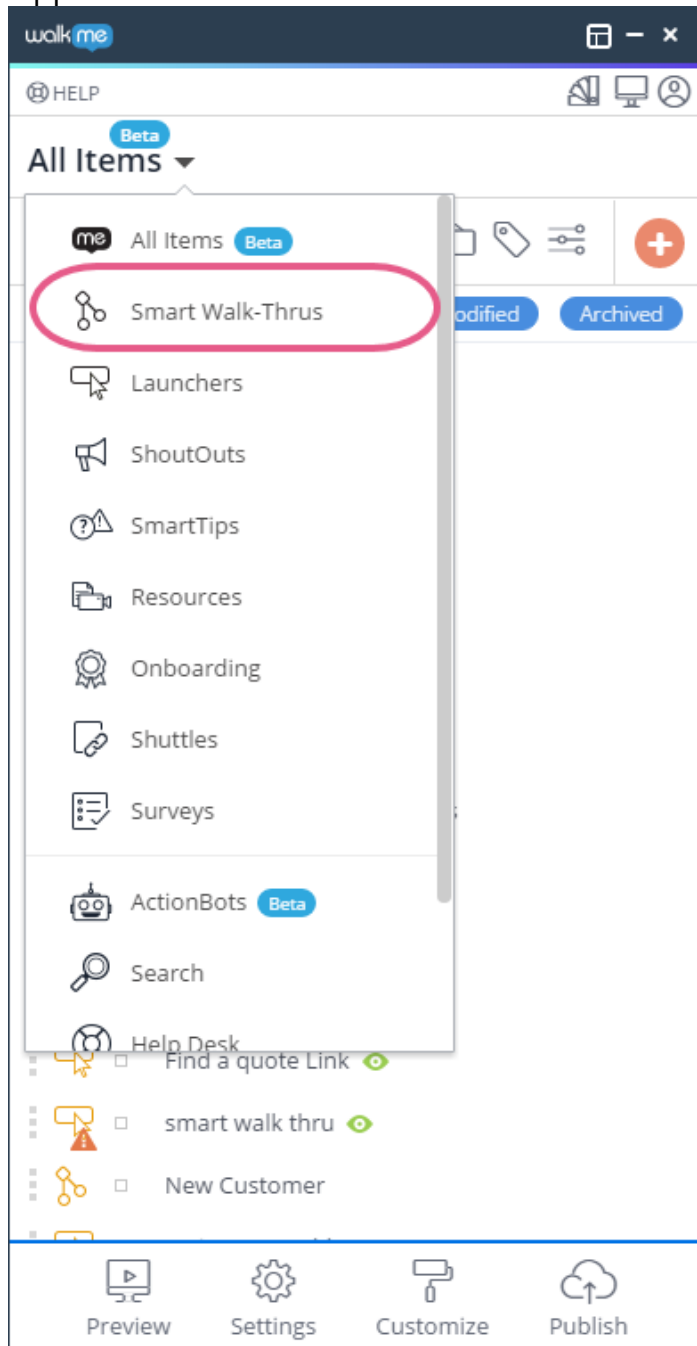 walkme
HELP
Beta
All Items
me All Items Beta
Smart Walk-Thrus
odified Archived
Launchers
ShoutOuts
SmartTips
Resources
Onboarding
Shuttles
Surveys
ActionBots Beta
Search
Help Desk
Find a quote Link
smart walk thru
New Customer
Preview Settings Customize Publish